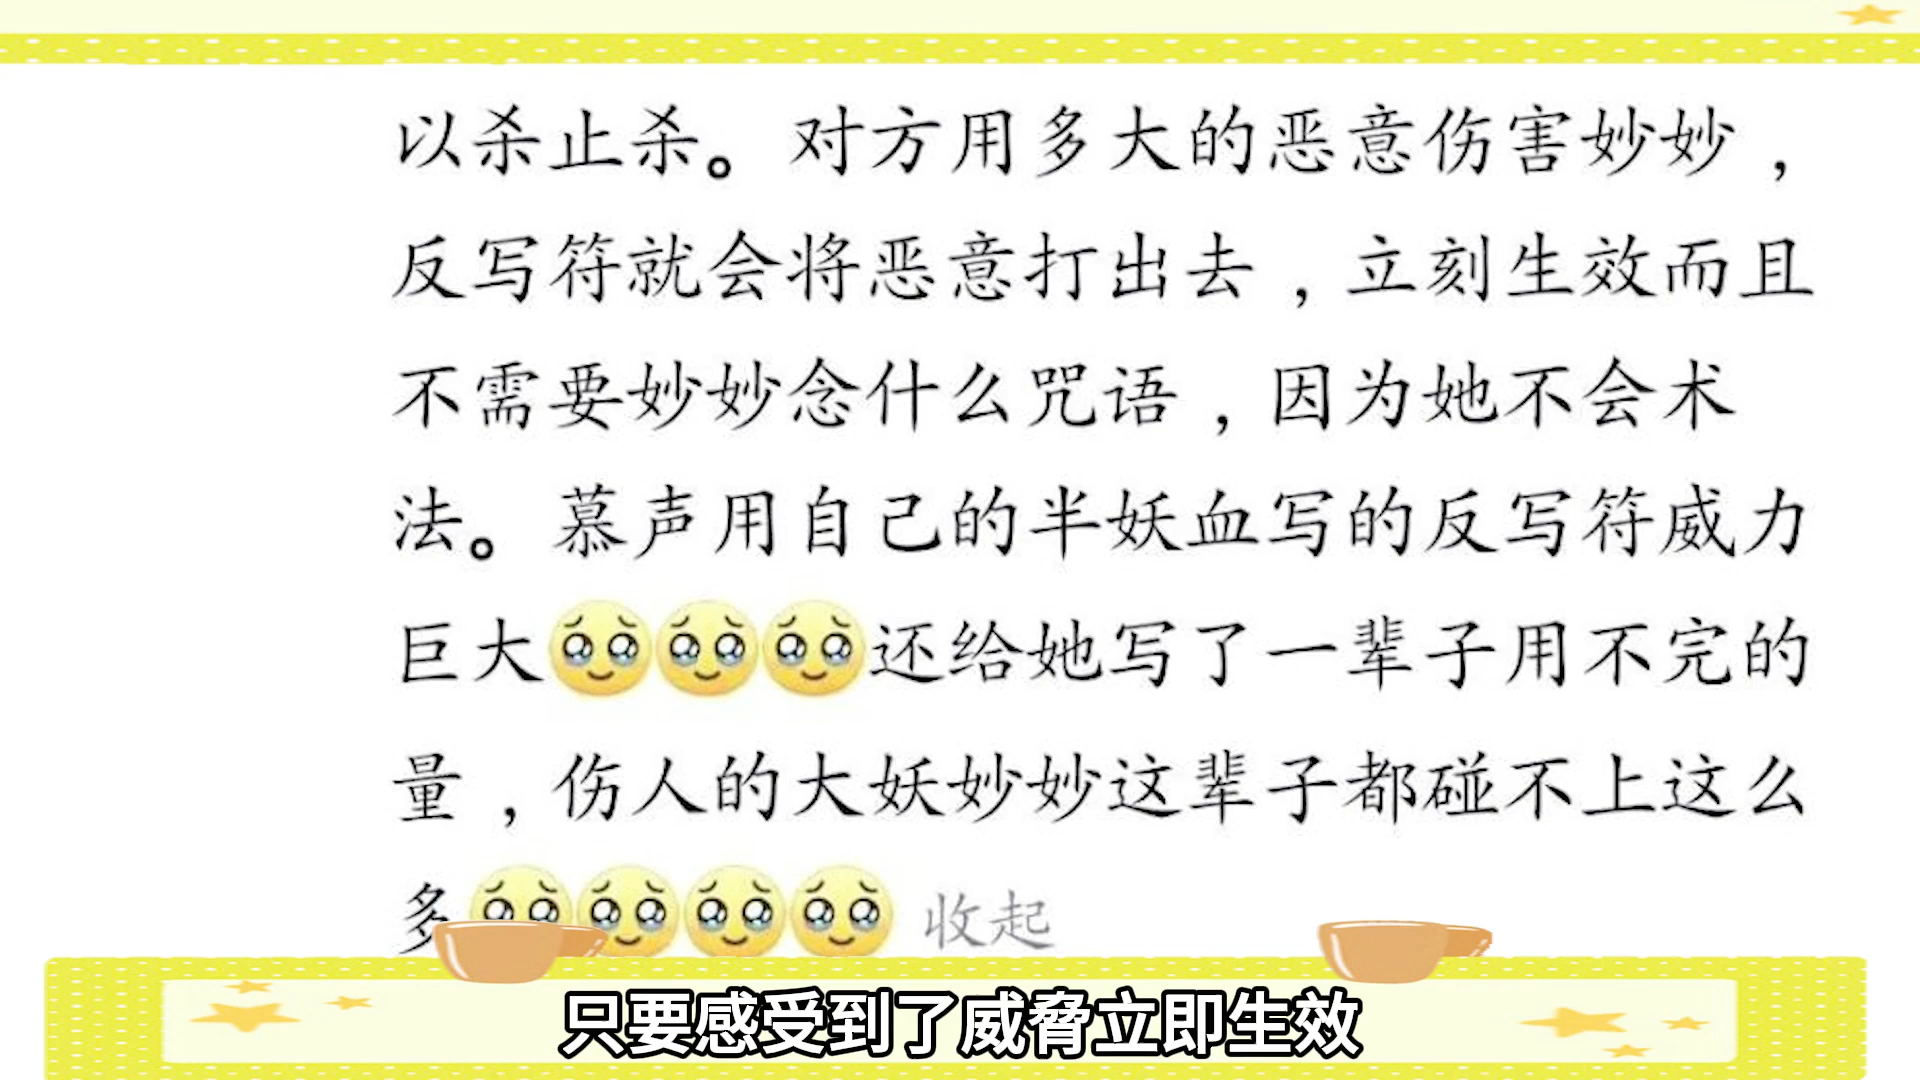 以杀止杀。对方用多大的恶意伤害妙妙，
反写符就会将恶意打出去，立刻生效而且
不需要妙妙念什么咒语，因为她不会术
法。慕声用自己的半妖血写的反写符威力
巨大🥹🥹🥹还给她写了一辈子用不完的
量，伤人的大妖妙妙这辈子都碰不上这么
多🥹🥹🥹🥹 收起
只要感受到了威脅立即生效